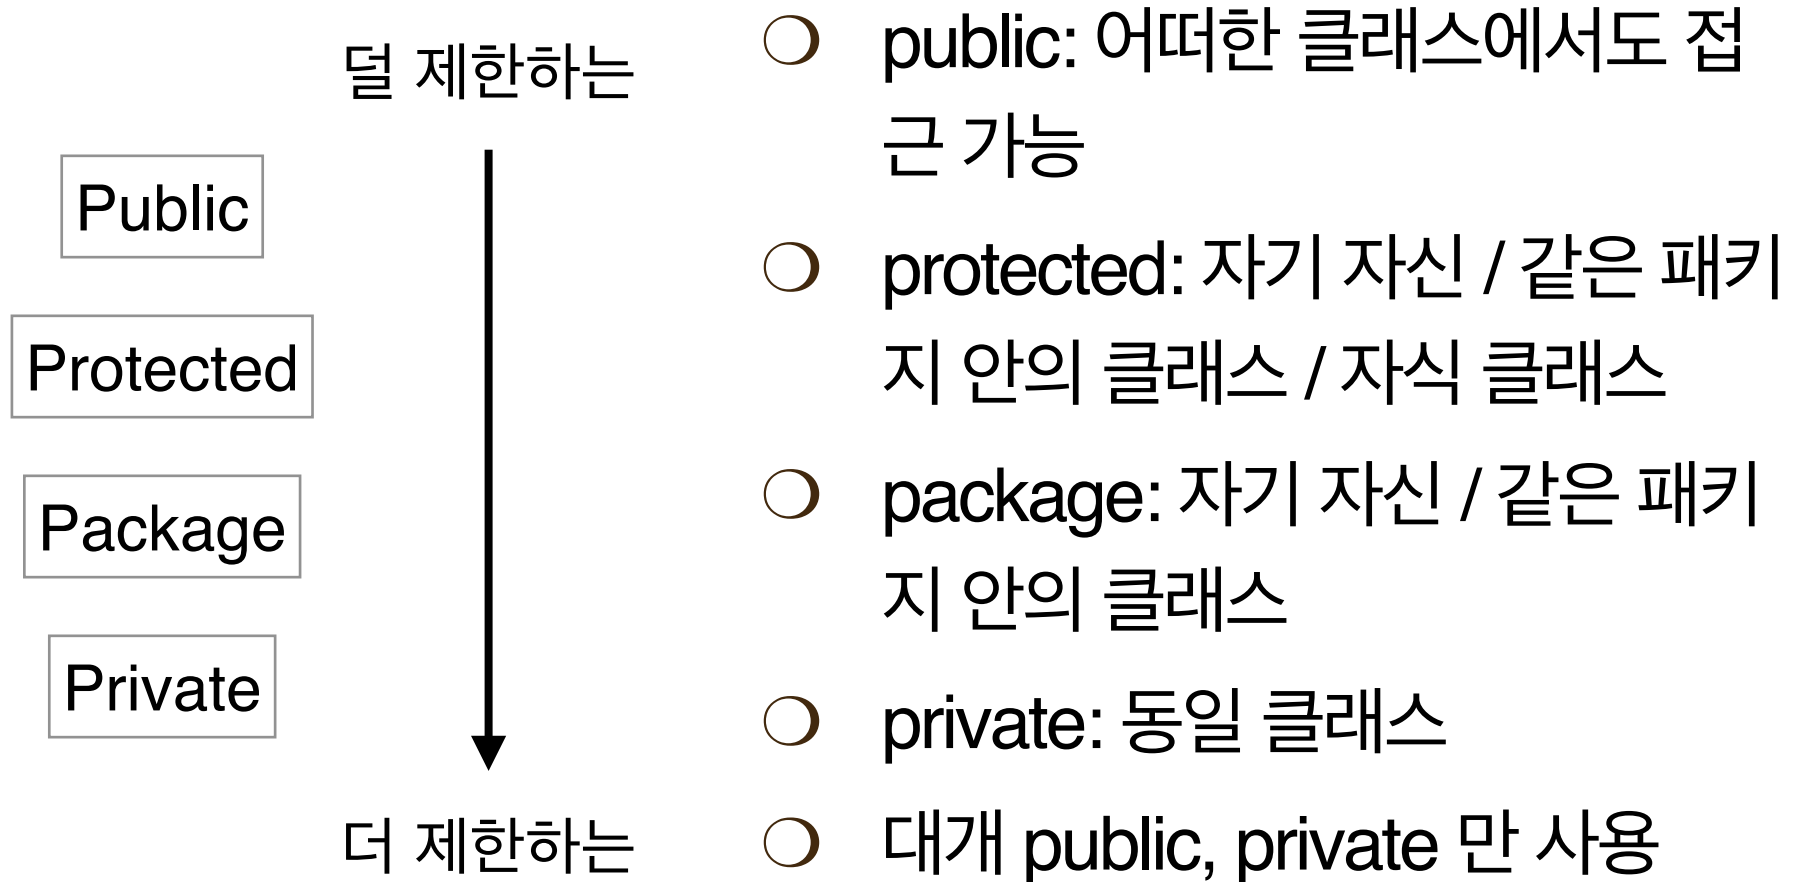 덜 제한하는
Public
Protected
Package
Private
더 제한하는
❍ public: 어떠한 클래스에서도 접
근 가능
❍ protected: 자기 자신 / 같은 패키
지 안의 클래스 / 자식 클래스
❍ package: 자기 자신 / 같은 패키
지 안의 클래스
❍ private: 동일 클래스
❍ 대개 public, private 만 사용